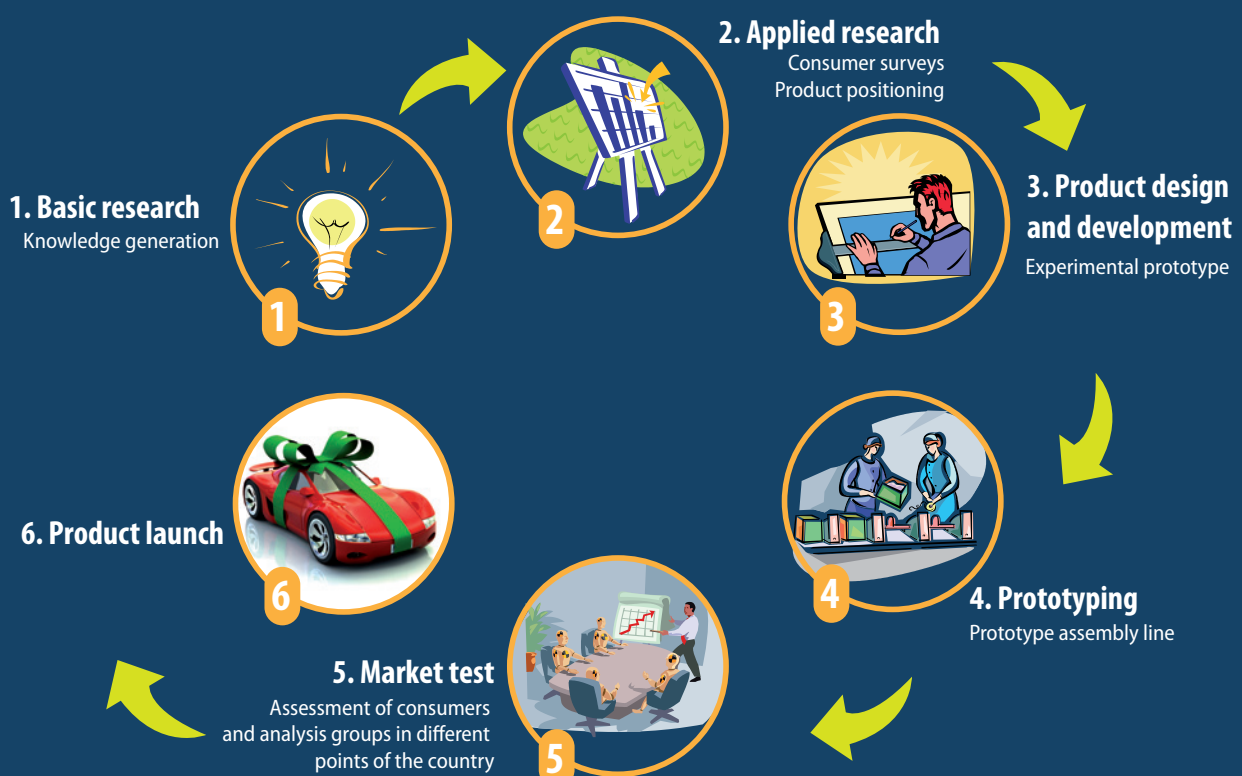 1. Basic research
Knowledge generation
1
2. Applied research
Consumer surveys
Product positioning
2
3. Product design
and development
Experimental prototype
3
4. Prototyping
Prototype assembly line
4
5. Market test
Assessment of consumers
and analysis groups in different
points of the country
5
6. Product launch
6